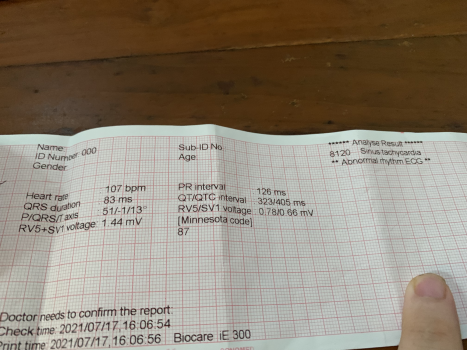 Name:
ID Number: 000
Gender:
Sub-ID No
Age:
****** Analyse Result ******
8120 Sinus tachycardia
** Abnormal rhythm ECG **
Heart rate 107 bpm
QRS duration 83 ms
P/QRS/T axis 51/-1/13°
RV5+SV1 voltage: 1.44 mV
PR interval 126 ms
QT/QTC interval 323/405 ms
RV5/SV1 voltage 0.78/0.66 mV
[Minnesota code]
87
Doctor needs to confirm the report
Check time: 2021/07/17,16:06:54
Print time: 2021/07/17,16:06:56 Biocare iE 300